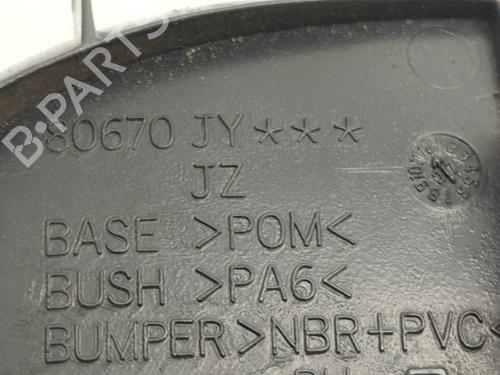 80670 JY***
JZ
BASE >POM<
BUSH >PA6<
BUMPER>NBR+PVC<
B-PARTS